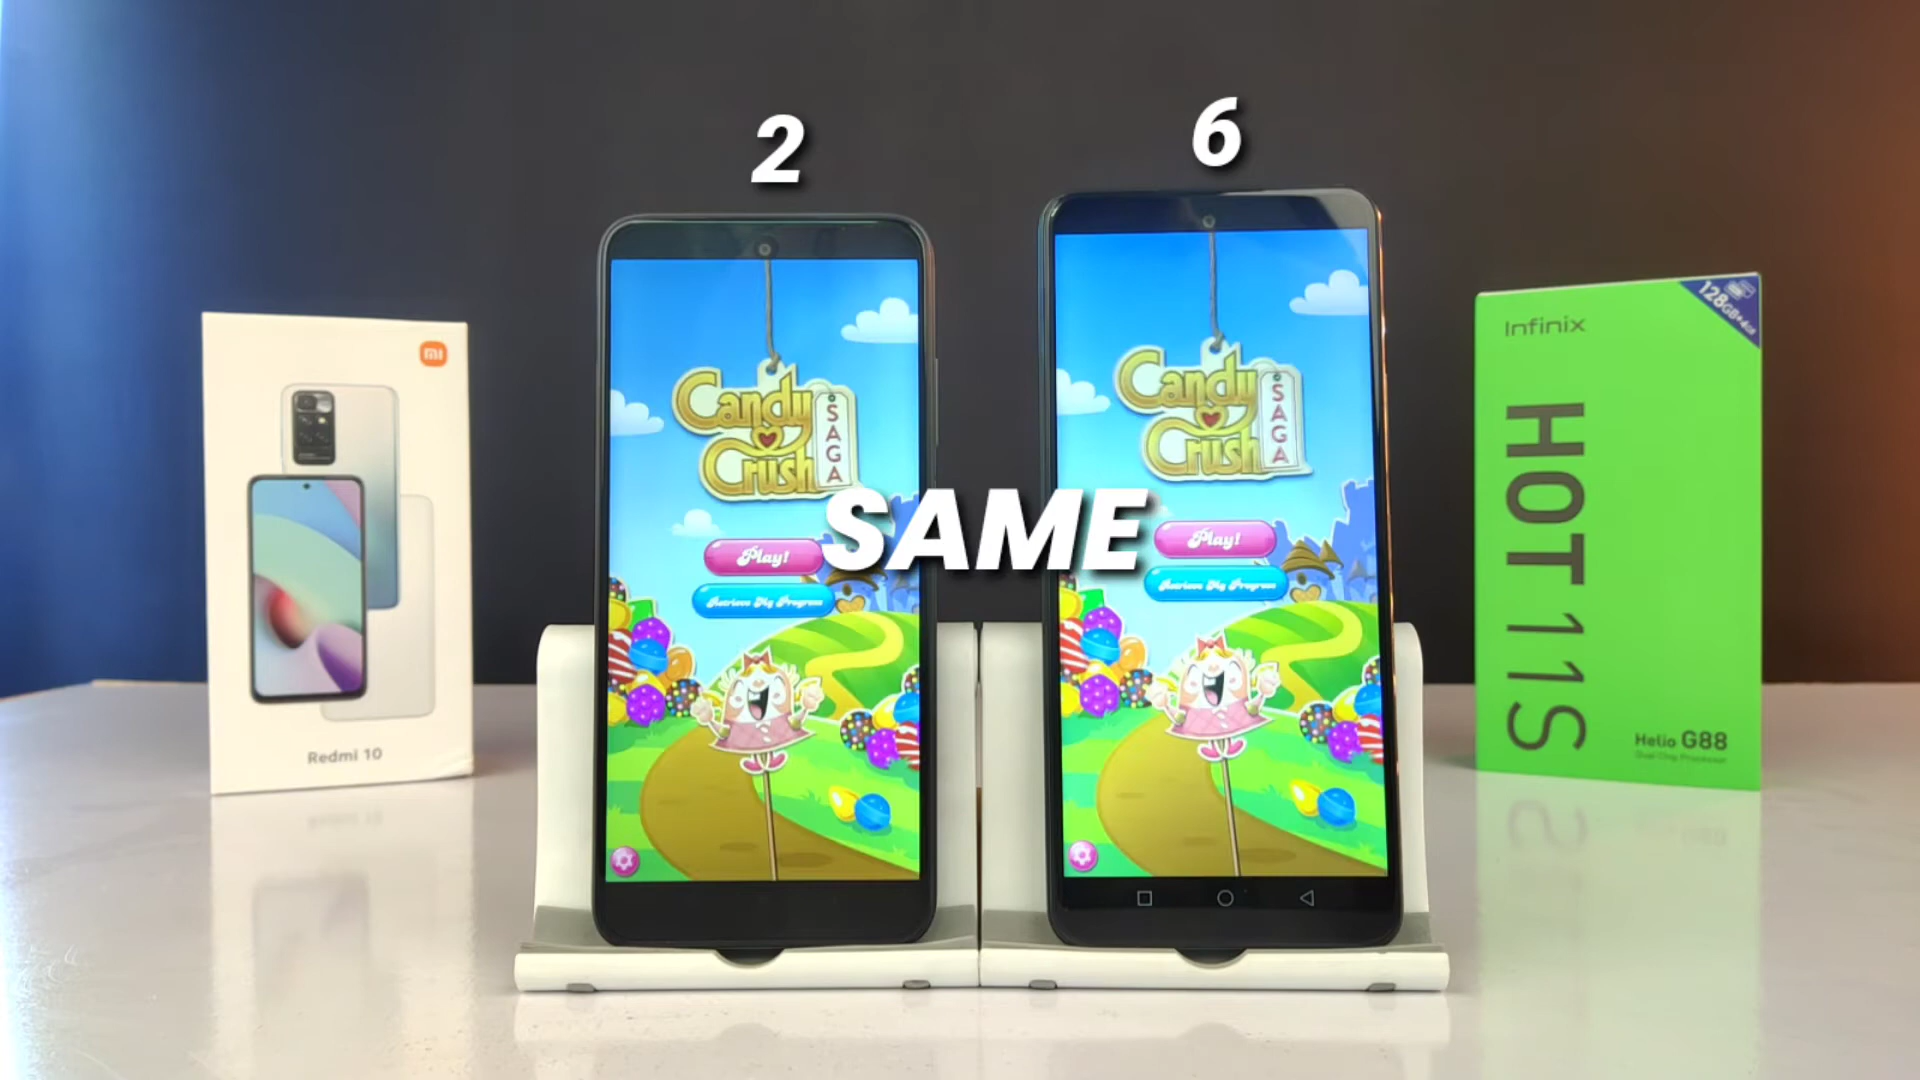 2
6
SAME
mi
Redmi 10
Candy
Crush
SAGA
Play!
Candy
Crush
SAGA
Play!
128GB+4GB
Infinix
HOT 11S
Helio G88